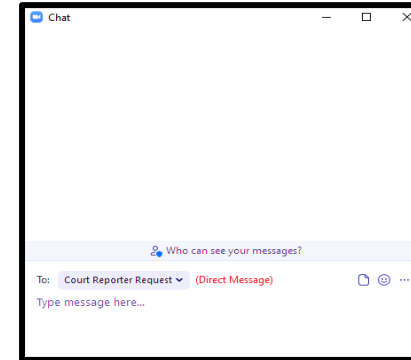 Chat
Who can see your messages?
To: Court Reporter Request (Direct Message)
Type message here...